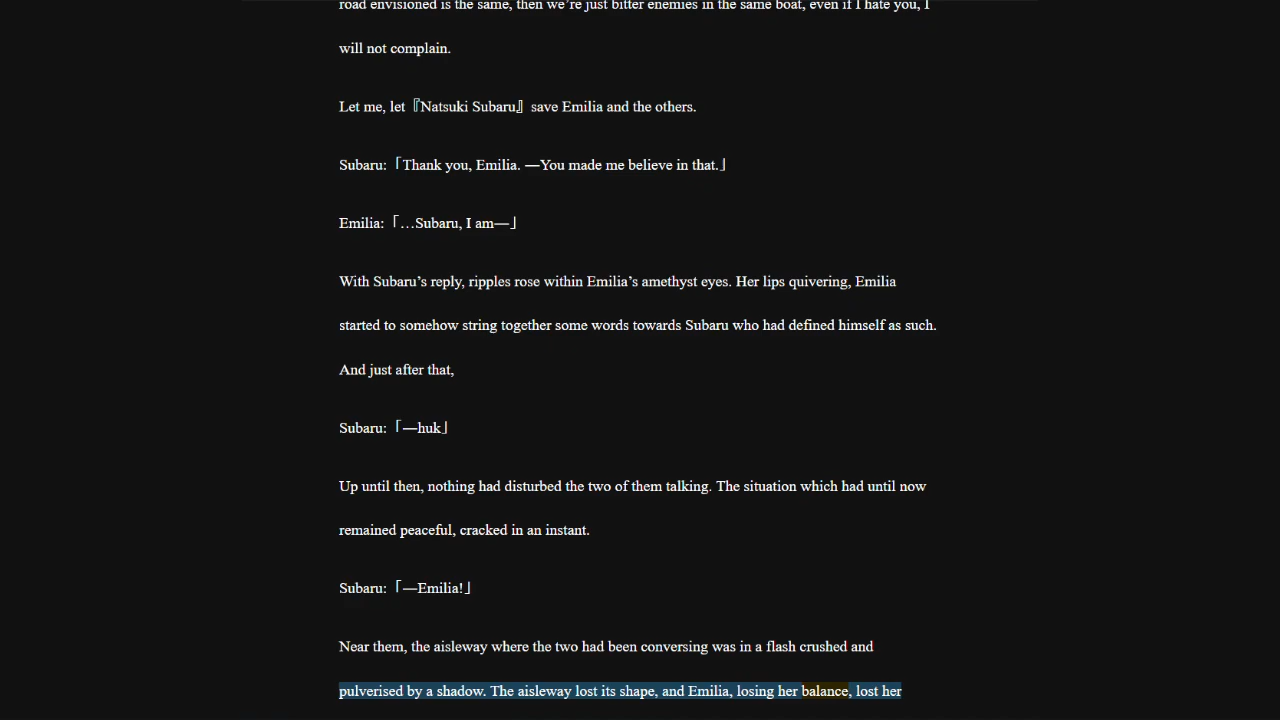 road envisioned is the same, then we’re just bitter enemies in the same boat, even if I hate you, I
will not complain.
Let me, let『Natsuki Subaru』save Emilia and the others.
Subaru:「Thank you, Emilia. ―You made me believe in that.」
Emilia:「…Subaru, I am―」
With Subaru’s reply, ripples rose within Emilia’s amethyst eyes. Her lips quivering, Emilia
started to somehow string together some words towards Subaru who had defined himself as such.
And just after that,
Subaru:「―huk」
Up until then, nothing had disturbed the two of them talking. The situation which had until now
remained peaceful, cracked in an instant.
Subaru:「―Emilia!」
Near them, the aisleway where the two had been conversing was in a flash crushed and
pulverised by a shadow. The aisleway lost its shape, and Emilia, losing her balance, lost her